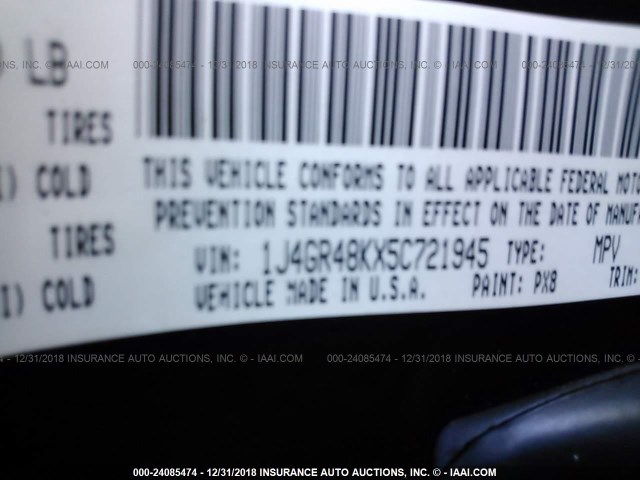 LB
TIRES
) COLD
TIRES
I) COLD
THIS VEHICLE CONFORMS TO ALL APPLICABLE FEDERAL MOTO
PREVENTION STANDARDS IN EFFECT ON THE DATE OF MANUFA
VIN: 1J4GR48KX5C721945 TYPE: MPV
VEHICLE MADE IN U.S.A. PAINT: PX8 TRIM:
000-24085474 - 12/31/2018 INSURANCE AUTO AUCTIONS, INC. © - IAAI.COM